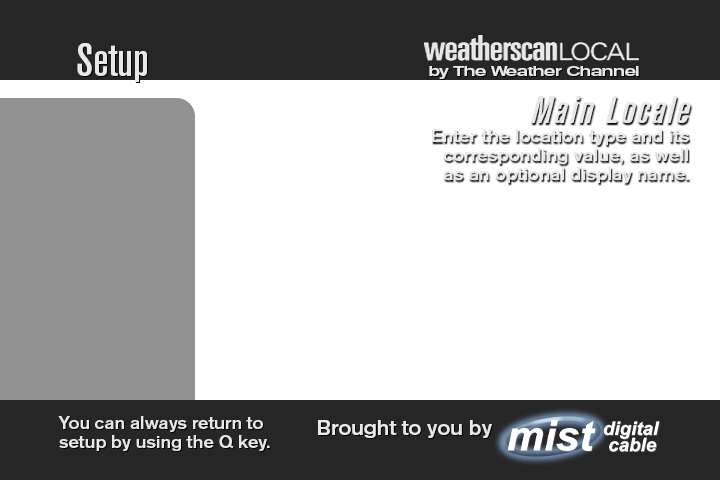 Setup
weatherscanLOCAL
by The Weather Channel
Main Locale
Enter the location type and its
corresponding value, as well
as an optional display name.
You can always return to
setup by using the Q key.
Brought to you by
mist digital
cable